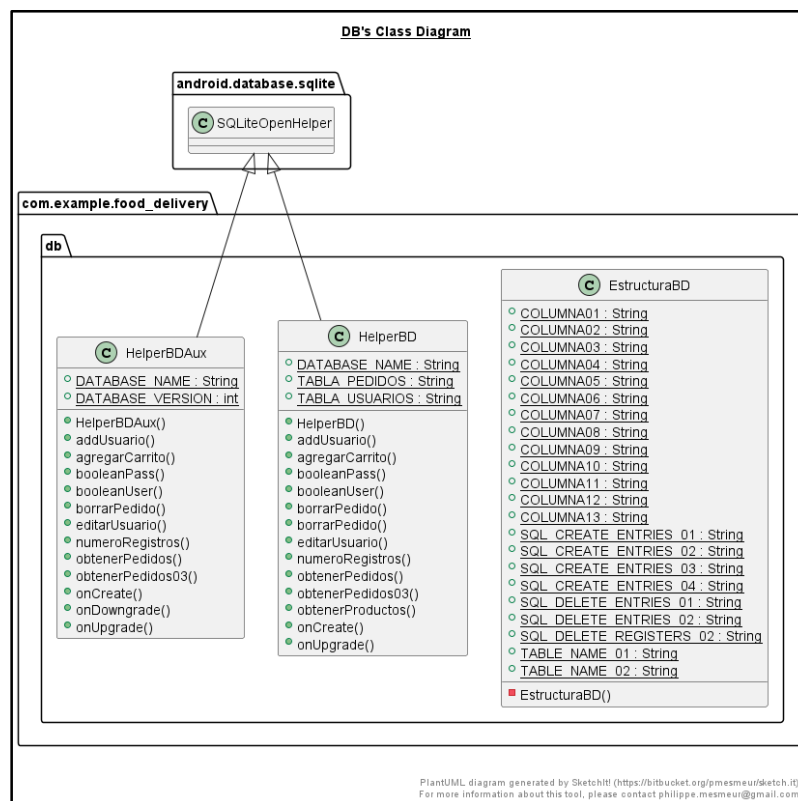 DB's Class Diagram
android.database.sqlite
C SQLiteOpenHelper
com.example.food_delivery
db
C HelperBDAux
DATABASE_NAME : String
DATABASE_VERSION : int
HelperBDAux()
addUsuario()
agregarCarrito()
booleanPass()
booleanUser()
borrarPedido()
editarUsuario()
numeroRegistros()
obtenerPedidos()
obtenerPedidos03()
onCreate()
onDowngrade()
onUpgrade()
C HelperBD
DATABASE_NAME : String
TABLA_PEDIDOS : String
TABLA_USUARIOS : String
HelperBD()
addUsuario()
agregarCarrito()
booleanPass()
booleanUser()
borrarPedido()
borrarPedido()
editarUsuario()
numeroRegistros()
obtenerPedidos()
obtenerPedidos03()
obtenerProductos()
onCreate()
onUpgrade()
C EstructuraBD
COLUMNA01 : String
COLUMNA02 : String
COLUMNA03 : String
COLUMNA04 : String
COLUMNA05 : String
COLUMNA06 : String
COLUMNA07 : String
COLUMNA08 : String
COLUMNA09 : String
COLUMNA10 : String
COLUMNA11 : String
COLUMNA12 : String
COLUMNA13 : String
SQL_CREATE_ENTRIES_01 : String
SQL_CREATE_ENTRIES_02 : String
SQL_CREATE_ENTRIES_03 : String
SQL_CREATE_ENTRIES_04 : String
SQL_DELETE_ENTRIES_01 : String
SQL_DELETE_ENTRIES_02 : String
SQL_DELETE_REGISTERS_02 : String
TABLE_NAME_01 : String
TABLE_NAME_02 : String
EstructuraBD()
PlantUML diagram generated by SketchIt! (https://bitbucket.org/pmesmeur/sketch.it)
For more information about this tool, please contact philippe.mesmeur@gmail.com